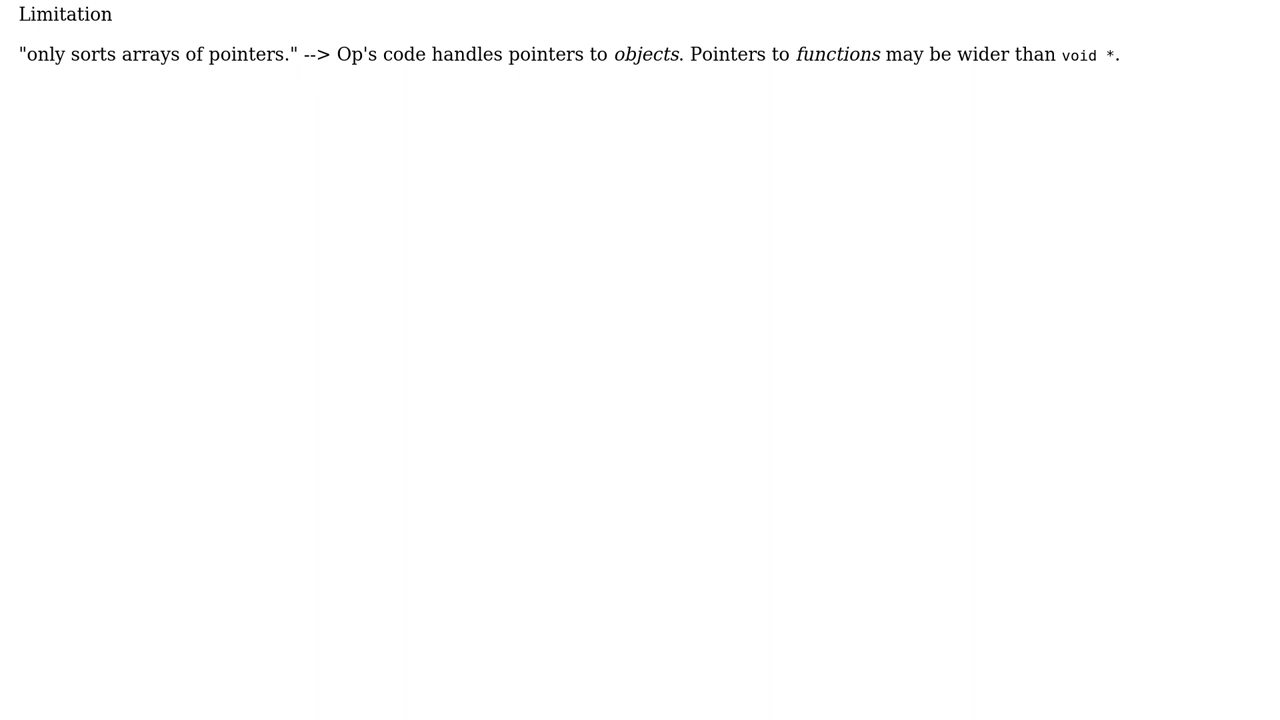 Limitation
"only sorts arrays of pointers." --> Op's code handles pointers to objects. Pointers to functions may be wider than void *.